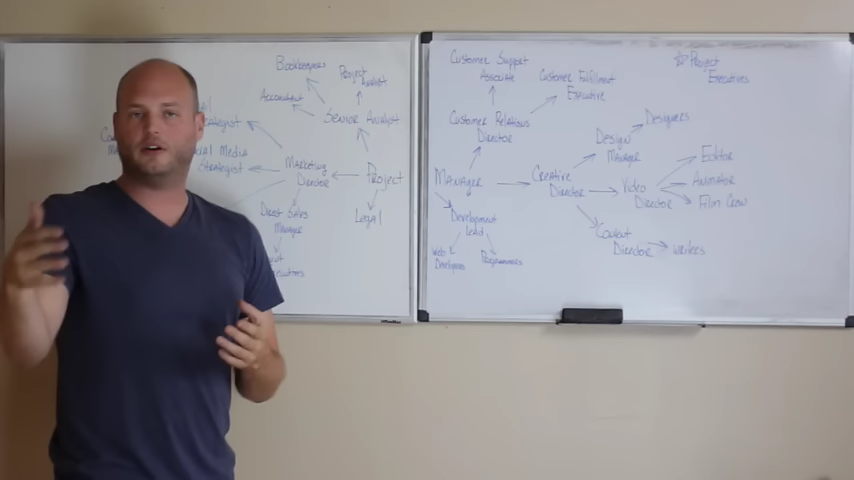 Bookkeepers
Project
Analyst
Accountant
Senior Analyst
Social Media
Strategist
Marketing
Director
Project
Direct Sales
Manager
Legal
Customer Support
Associate
Customer Fulfilment
Executive
Project
Executives
Customer Relations
Director
Designers
Design
Manager
Manager
Creative
Director
Video
Director
Editor
Animator
Film Crew
Development
Lead
Content
Director
Writers
Web
Developers
Programmers